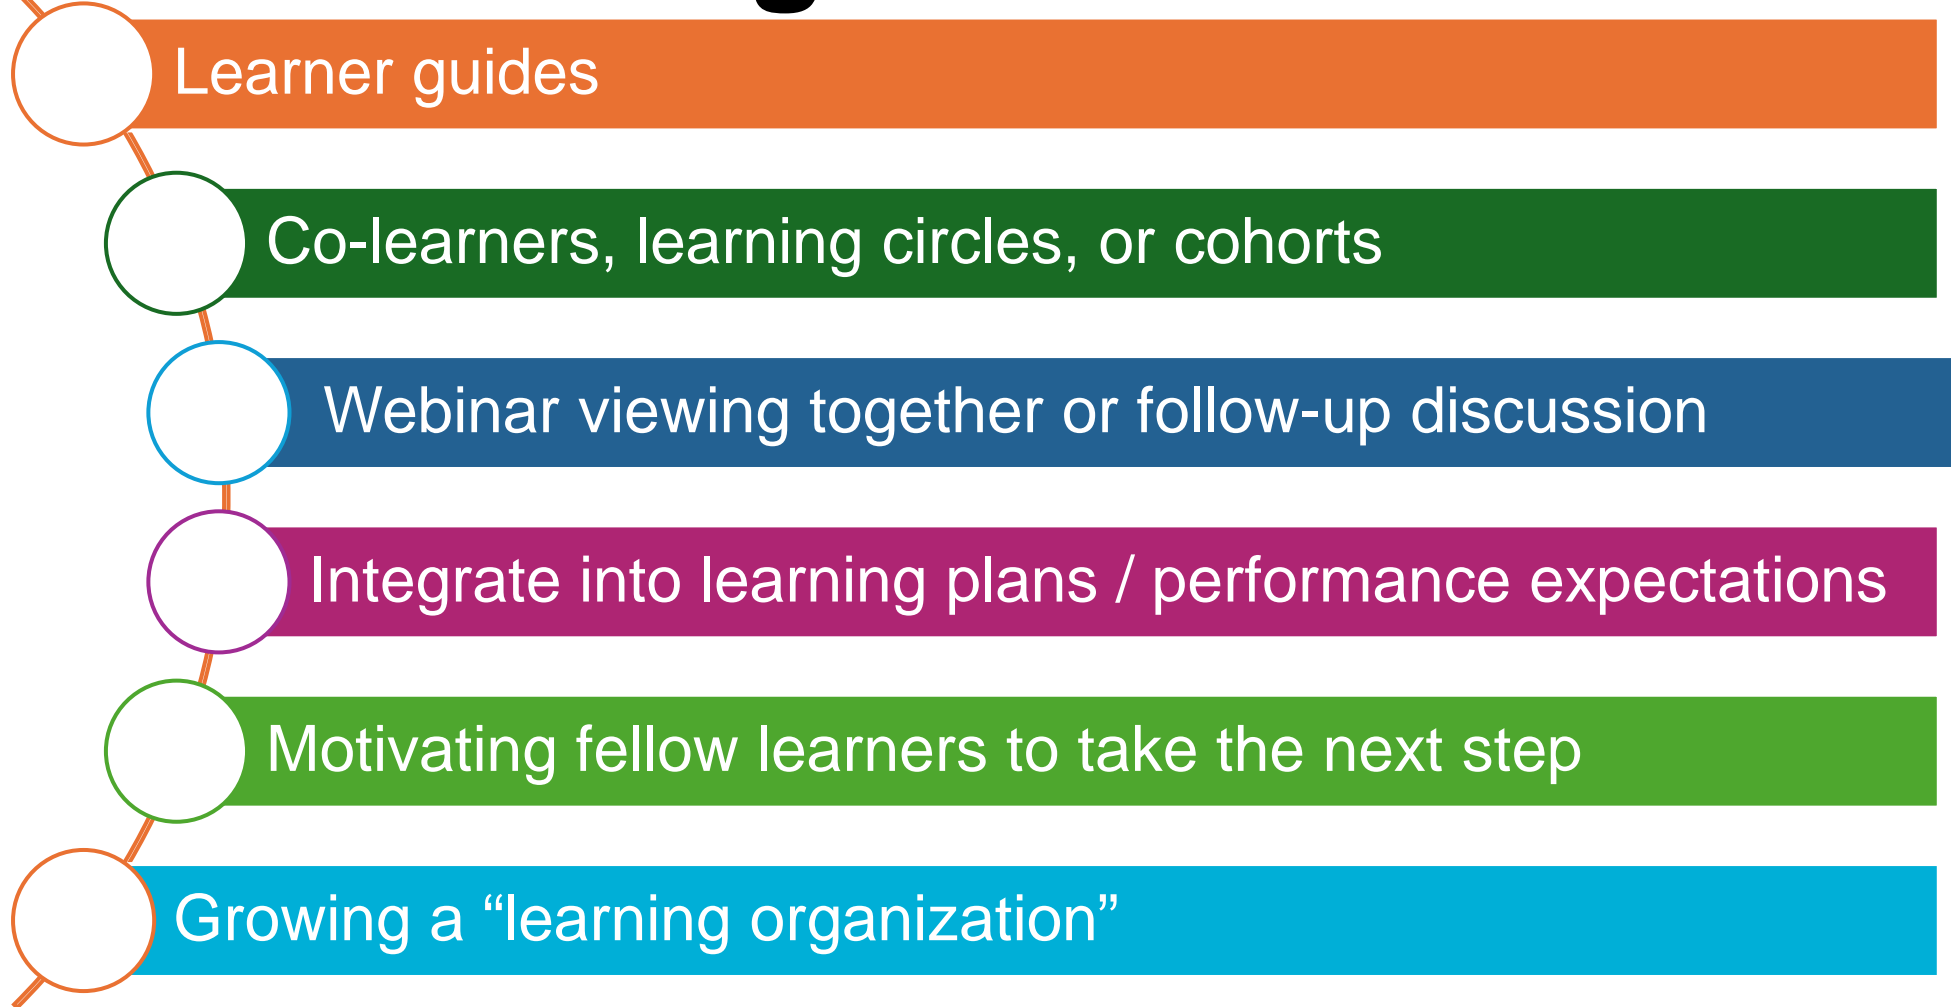 Learner guides
Co-learners, learning circles, or cohorts
Webinar viewing together or follow-up discussion
Integrate into learning plans / performance expectations
Motivating fellow learners to take the next step
Growing a “learning organization”